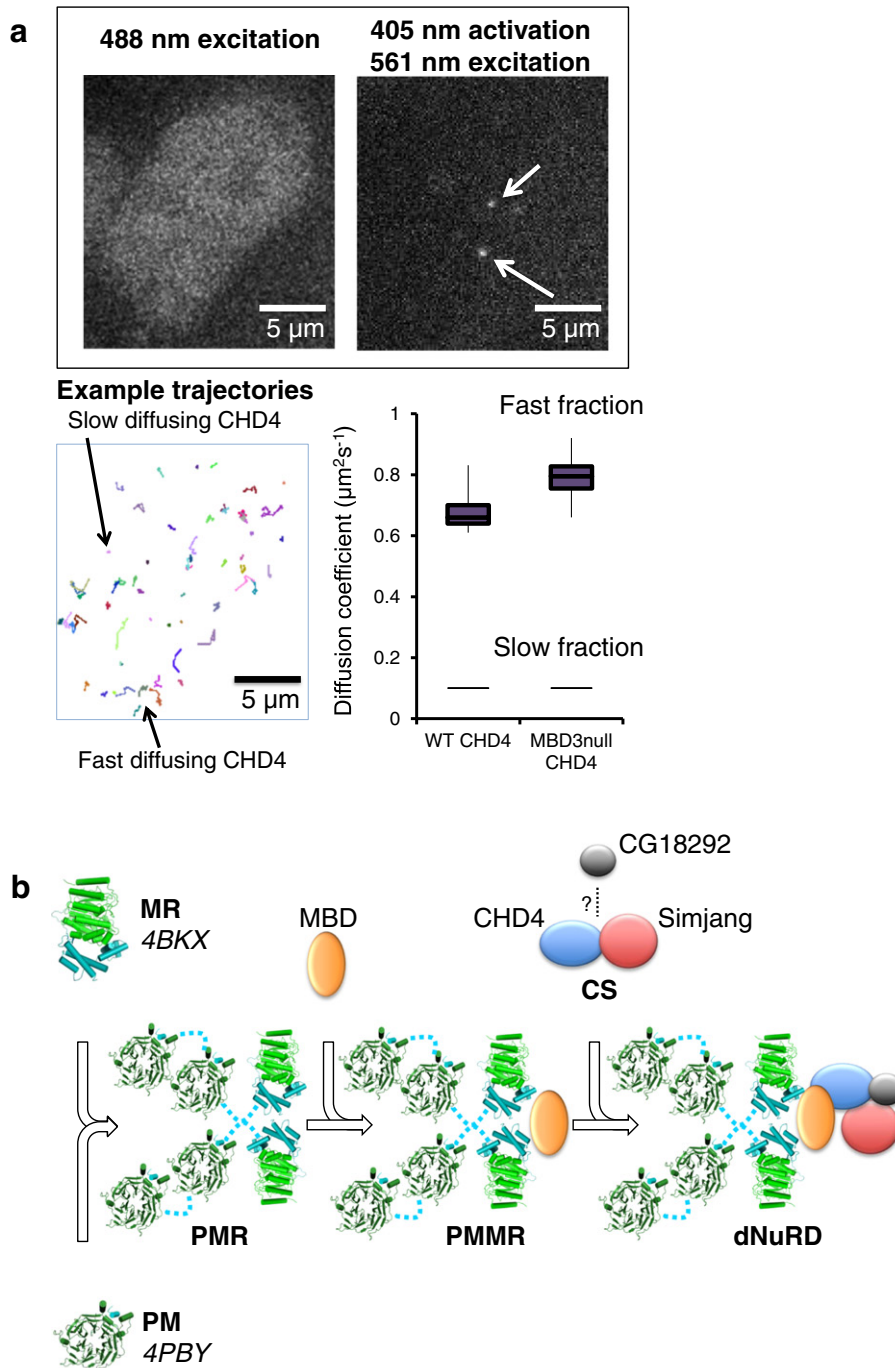 a
488 nm excitation
405 nm activation
561 nm excitation
5 µm
5 µm
Example trajectories
Slow diffusing CHD4
5 µm
Fast diffusing CHD4
Diffusion coefficient (µm²s⁻¹)
1
0.8
0.6
0.4
0.2
0
Fast fraction
Slow fraction
WT CHD4
MBD3null
CHD4
b
MR
4BKX
MBD
CG18292
?
CHD4
Simjang
CS
PMR
PMMR
dNuRD
PM
4PBY